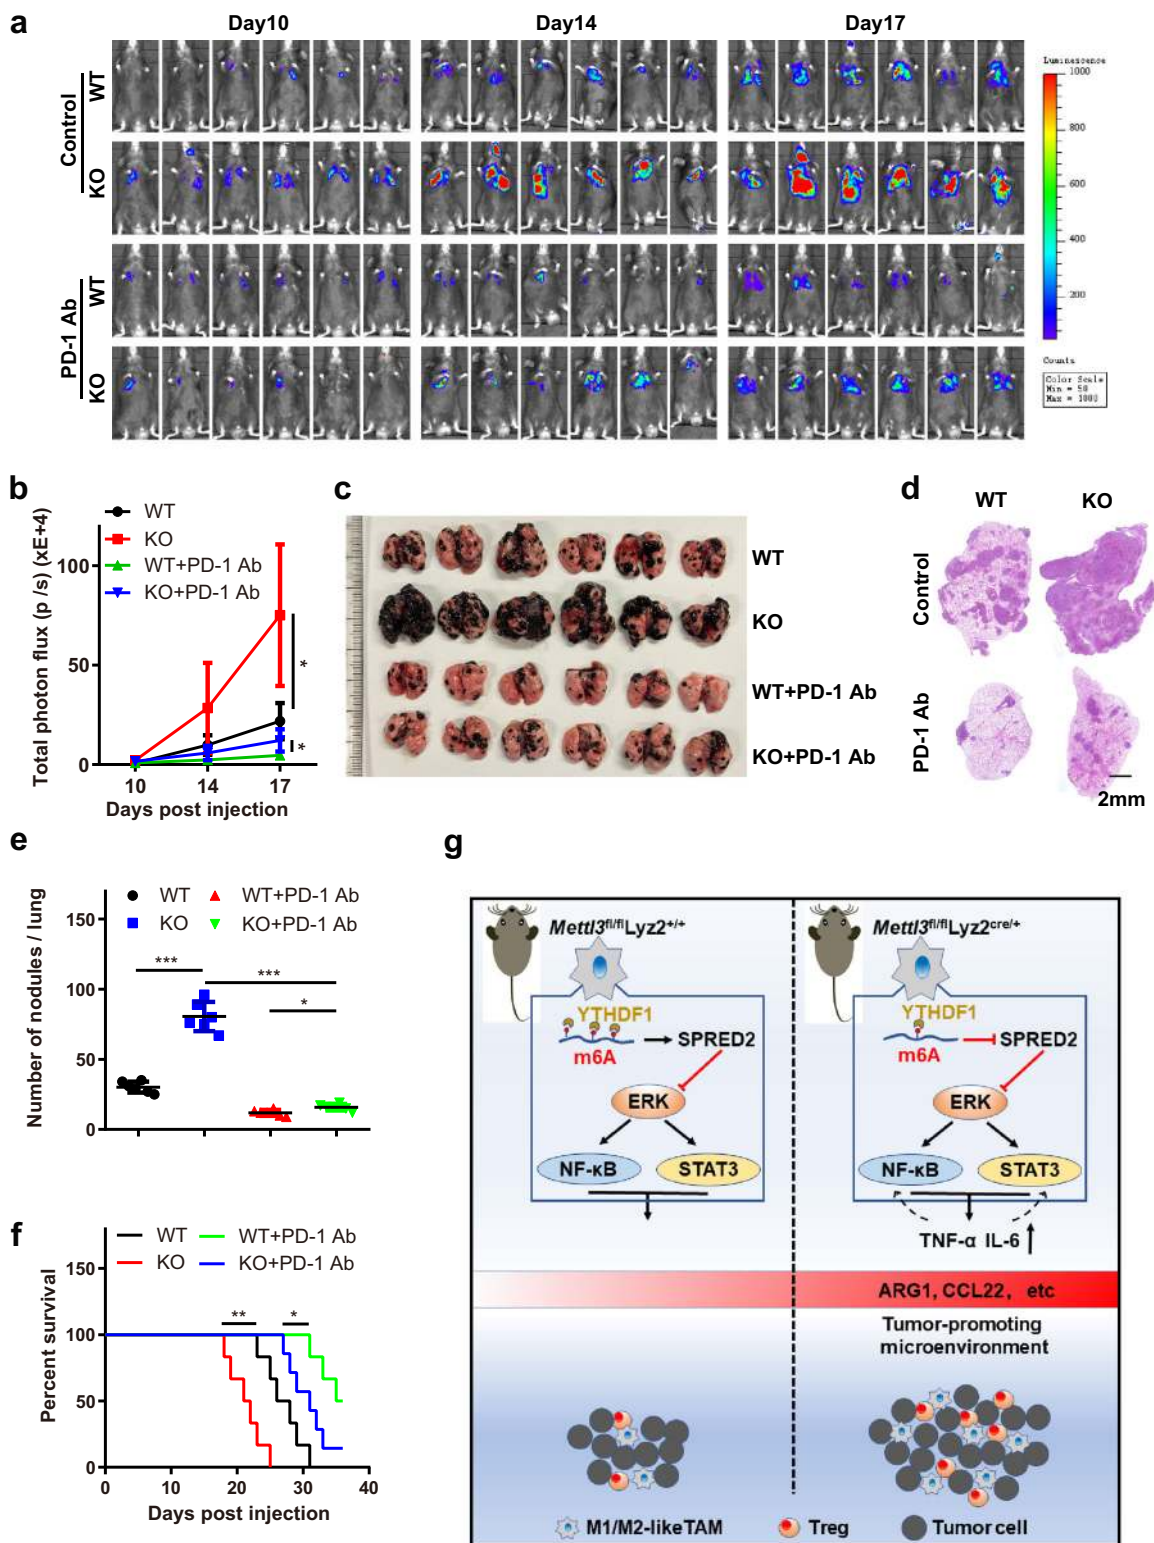 a
Day10
Day14
Day17
Control
WT
KO
PD-1 Ab
WT
KO
Luminescence
1000
800
600
400
200
Counts
Color Scale
Min = 50
Max = 1000
b
WT
KO
WT+PD-1 Ab
KO+PD-1 Ab
Total photon flux (p /s) (xE+4)
100
50
0
*
*
10
14
17
Days post injection
c
WT
KO
WT+PD-1 Ab
KO+PD-1 Ab
d
WT
KO
Control
PD-1 Ab
2mm
e
WT
WT+PD-1 Ab
KO
KO+PD-1 Ab
Number of nodules / lung
150
100
50
0
***
***
*
f
WT
WT+PD-1 Ab
KO
KO+PD-1 Ab
Percent survival
150
100
50
0
**
*
0
10
20
30
40
Days post injection
g
Mettl3fl/flLyz2+/+
YTHDF1
m6A
SPRED2
ERK
NF-κB
STAT3
Mettl3fl/flLyz2cre/+
YTHDF1
m6A
SPRED2
ERK
NF-κB
STAT3
TNF-α IL-6
ARG1, CCL22, etc
Tumor-promoting
microenvironment
M1/M2-likeTAM
Treg
Tumor cell